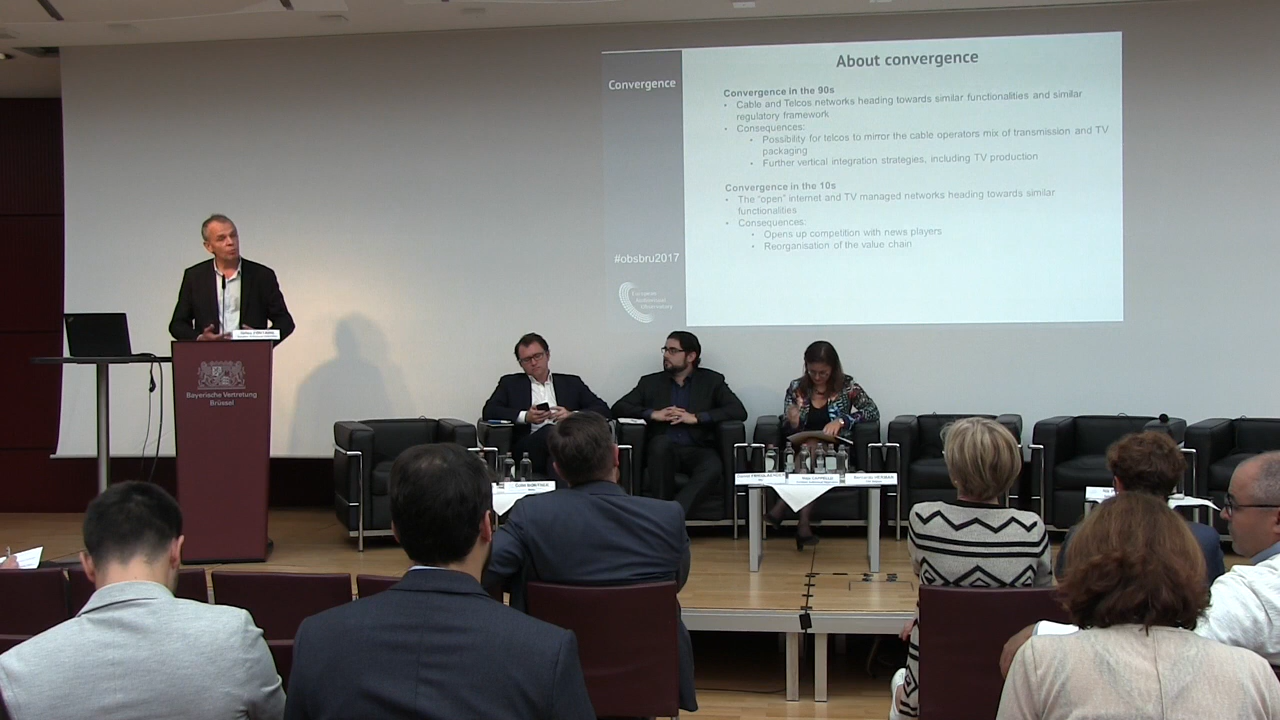 About convergence
Convergence
Convergence in the 90s
• Cable and Telcos networks heading towards similar functionalities and similar
regulatory framework
• Consequences:
• Possibility for telcos to mirror the cable operators mix of transmission and TV
packaging
• Further vertical integration strategies, including TV production
Convergence in the 10s
• The "open" internet and TV managed networks heading towards similar
functionalities
• Consequences:
• Opens up competition with news players
• Reorganisation of the value chain
#obsbru2017
European
Audiovisual
Observatory
Bayerische Vertretung
Brüssel